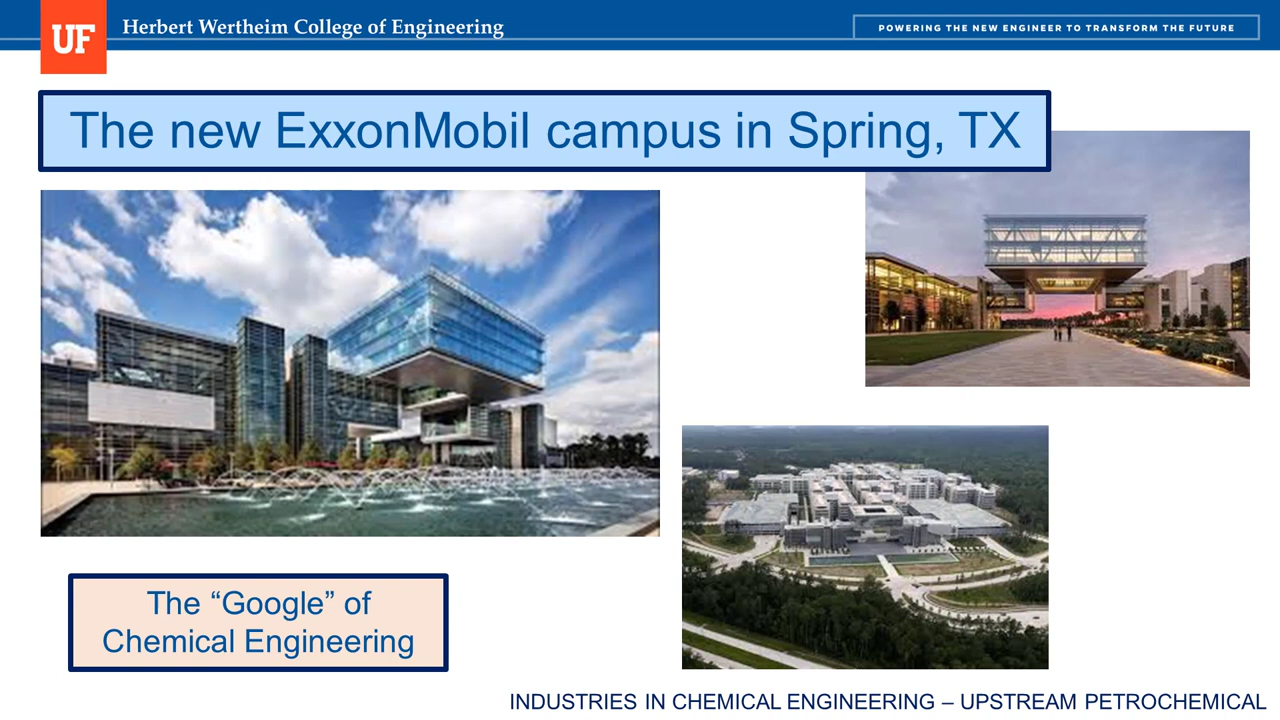 UF
Herbert Wertheim College of Engineering
POWERING THE NEW ENGINEER TO TRANSFORM THE FUTURE
The new ExxonMobil campus in Spring, TX
The “Google” of
Chemical Engineering
INDUSTRIES IN CHEMICAL ENGINEERING – UPSTREAM PETROCHEMICAL